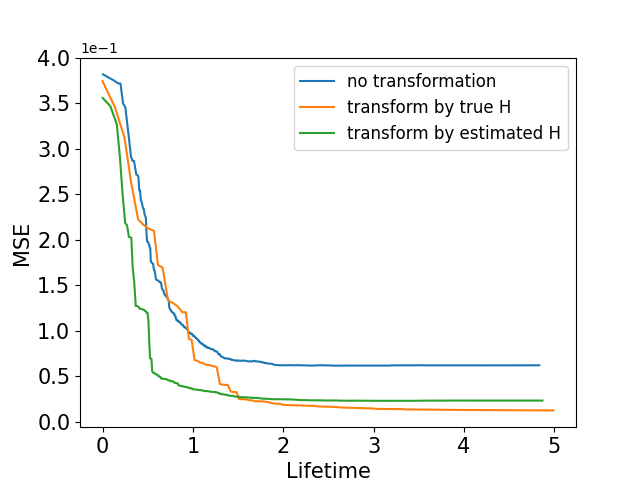 1e−1
4.0
3.5
3.0
2.5
2.0
1.5
1.0
0.5
0.0
MSE
no transformation
transform by true H
transform by estimated H
0 1 2 3 4 5
Lifetime